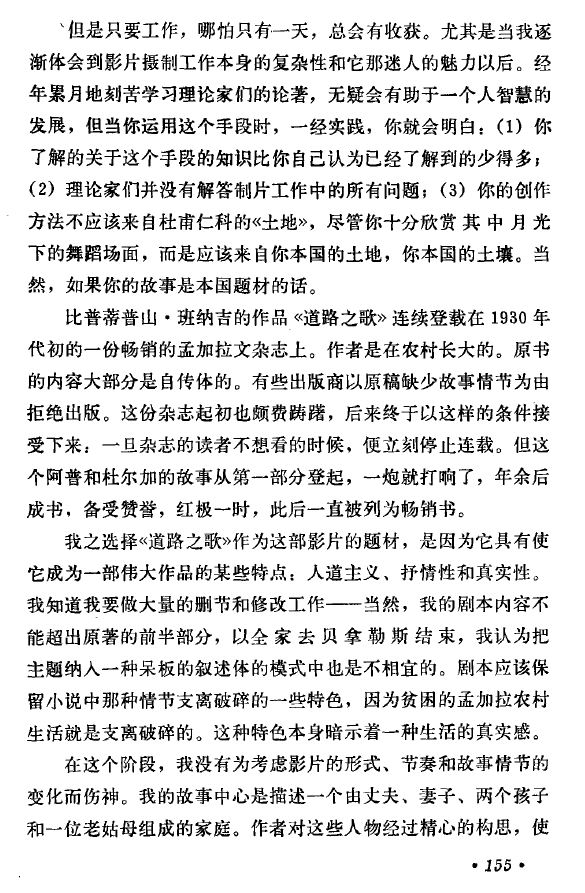 但是只要工作，哪怕只有一天，总会有收获。尤其是当我逐
渐体会到影片摄制工作本身的复杂性和它那迷人的魅力以后。经
年累月地刻苦学习理论家们的论著，无疑会有助于一个人智慧的
发展，但当你运用这个手段时，一经实践，你就会明白：(1) 你
了解的关于这个手段的知识比你自己认为已经了解到的少得多；
(2) 理论家们并没有解答制片工作中的所有问题；(3) 你的创作
方法不应该来自杜甫仁科的《土地》，尽管你十分欣赏其中月光
下的舞蹈场面，而是应该来自你本国的土地，你本国的土壤。当
然，如果你的故事是本国题材的话。
比普蒂普山·班纳吉的作品《道路之歌》连续登载在 1930 年
代初的一份畅销的孟加拉文杂志上。作者是在农村长大的。原书
的内容大部分是自传体的。有些出版商以原稿缺少故事情节为由
拒绝出版。这份杂志起初也颇费踌躇，后来终于以这样的条件接
受下来：一旦杂志的读者不想看的时候，便立刻停止连载。但这
个阿普和杜尔加的故事从第一部分登起，一炮就打响了，年余后
成书，备受赞誉，红极一时，此后一直被列为畅销书。
我之选择《道路之歌》作为这部影片的题材，是因为它具有使
它成为一部伟大作品的某些特点：人道主义、抒情性和真实性。
我知道我要做大量的删节和修改工作——当然，我的剧本内容不
能超出原著的前半部分，以全家去贝拿勒斯结束，我认为把
主题纳入一种呆板的叙述体的模式中也是不相宜的。剧本应该保
留小说中那种情节支离破碎的一些特色，因为贫困的孟加拉农村
生活就是支离破碎的。这种特色本身暗示着一种生活的真实感。
在这个阶段，我没有为考虑影片的形式、节奏和故事情节的
变化而伤神。我的故事中心是描述一个由丈夫、妻子、两个孩子
和一位老姑母组成的家庭。作者对这些人物经过精心的构思，使
·155·